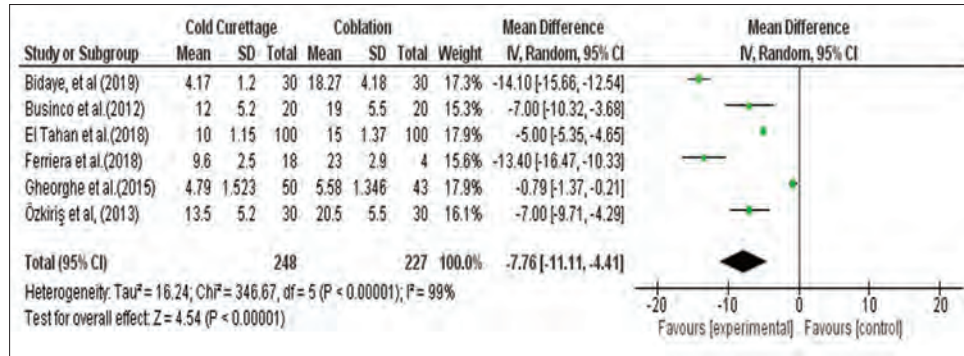 Cold Curettage Coblation Mean Difference Mean Difference
Study or Subgroup Mean SD Total Mean SD Total Weight IV, Random, 95% CI IV, Random, 95% CI
Bidaye, et al (2019) 4.17 1.2 30 18.27 4.18 30 17.3% -14.10 [-15.66, -12.54]
Businco et al.(2012) 12 5.2 20 19 5.5 20 15.3% -7.00 [-10.32, -3.68]
El Tahan et al.(2018) 10 1.15 100 15 1.37 100 17.9% -5.00 [-5.35, -4.65]
Ferriera et al.(2018) 9.6 2.5 18 23 2.9 4 15.6% -13.40 [-16.47, -10.33]
Gheorghe et al.(2015) 4.79 1.523 50 5.58 1.346 43 17.9% -0.79 [-1.37, -0.21]
Özkiriş et al, (2013) 13.5 5.2 30 20.5 5.5 30 16.1% -7.00 [-9.71, -4.29]
Total (95% CI) 248 227 100.0% -7.76 [-11.11, -4.41]
Heterogeneity: Tau² = 16.24; Chi² = 346.67, df = 5 (P < 0.00001); I² = 99%
Test for overall effect: Z = 4.54 (P < 0.00001)
-20 -10 0 10 20
Favours [experimental] Favours [control]